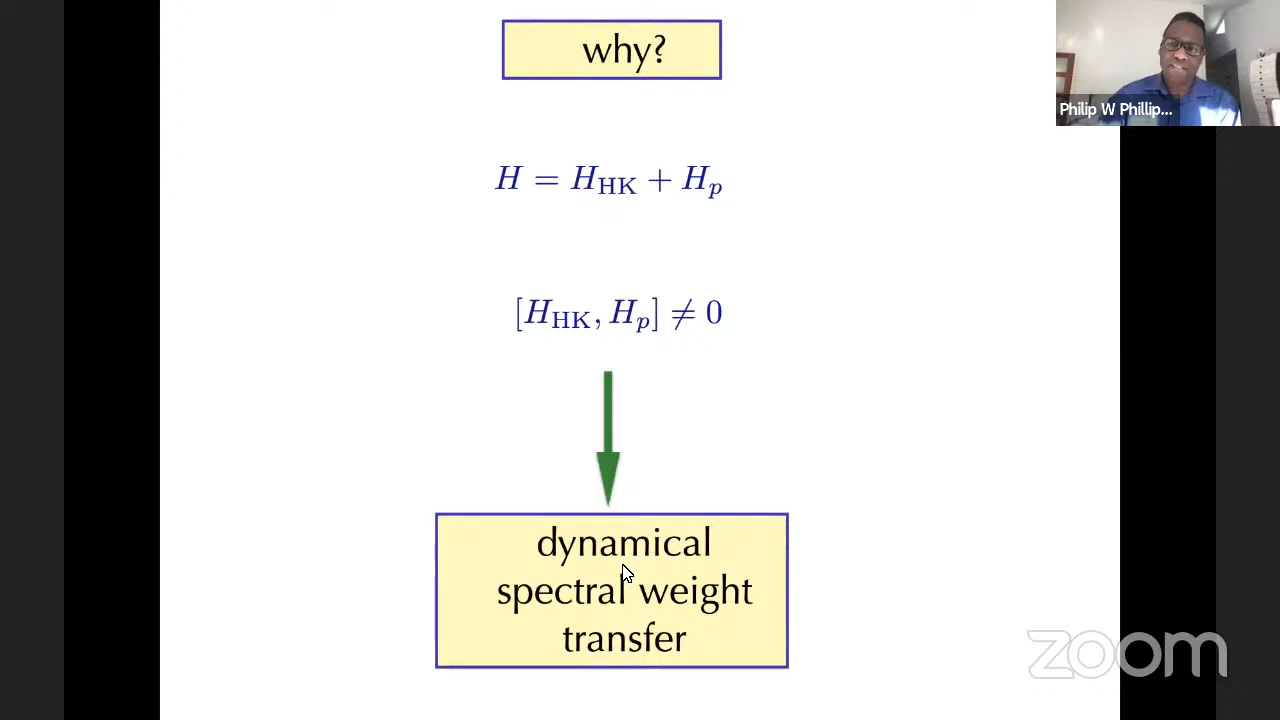 why?
Philip W Phillip...
H = H_HK + H_p
[H_HK, H_p] ≠ 0
dynamical
spectral weight
transfer
zoom